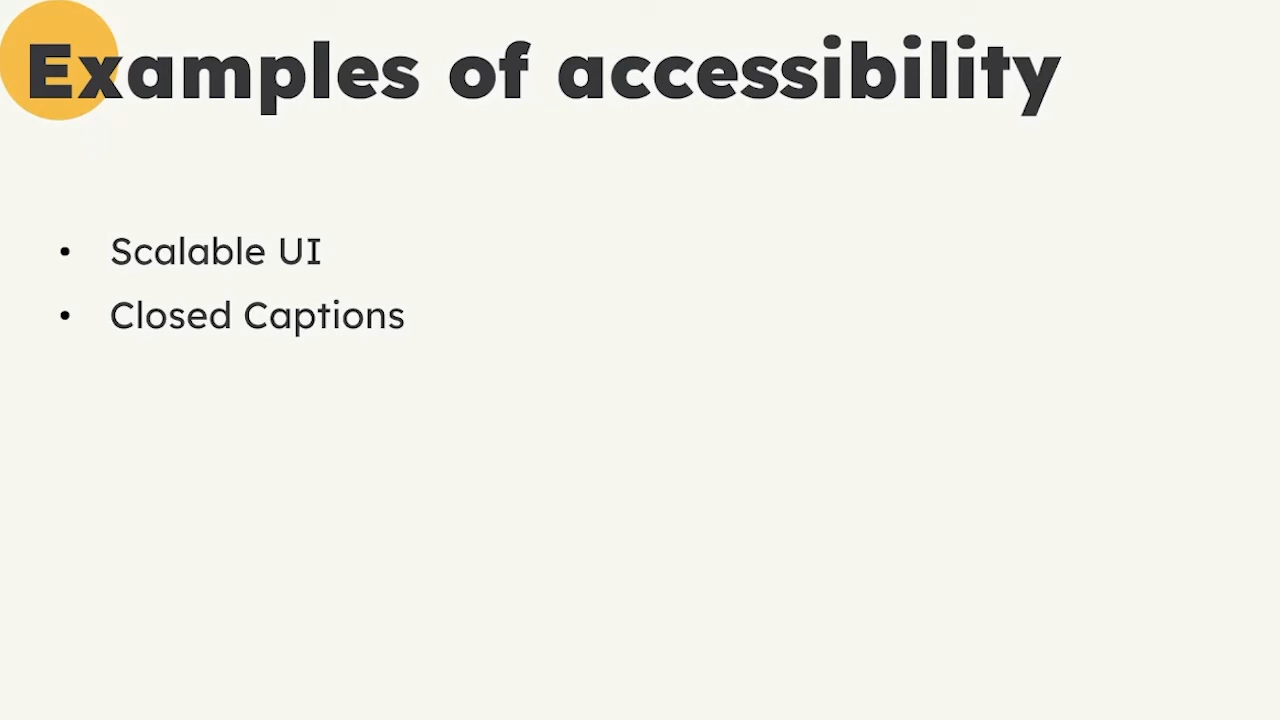 Examples of accessibility
• Scalable UI
• Closed Captions